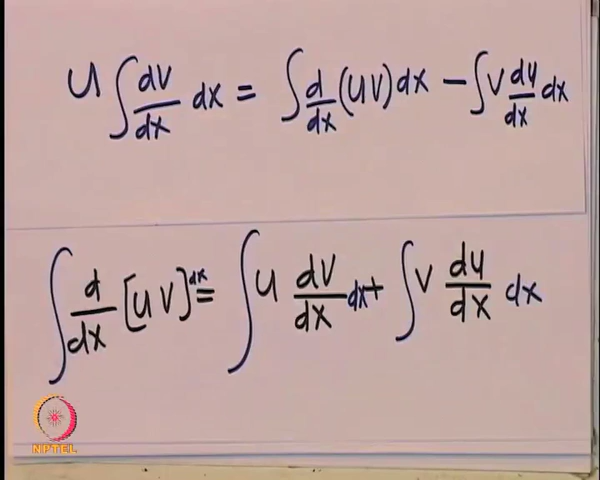 U ∫ dv/dx dx = ∫ d/dx (UV) dx − ∫ V du/dx dx
∫ d/dx [UV] dx = ∫ U dv/dx dx + ∫ V du/dx dx
NPTEL